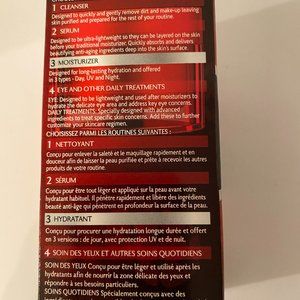 1 CLEANSER
Designed to quickly and gently remove dirt and makeup leaving
skin purified and prepared for the rest of your routine.
2 SERUM
Designed to be ultra-lightweight so they can be layered on the skin
before your traditional moisturizer. Quickly absorbs and delivers
beautifying anti-aging ingredients deep into the skin's surface.
3 MOISTURIZER
Designed for long-lasting hydration and offered
in 3 types - Day, UV and Night.
4 EYE AND OTHER DAILY TREATMENTS
EYE: Designed to be lightweight and used after moisturizers to
hydrate the delicate eye area and address key eye concerns.
DAILY TREATMENTS: Specially designed with advanced
ingredients to treat specific skin concerns. Add these to further
customize your skincare regimen.
CHOISISSEZ PARMI LES ROUTINES SUIVANTES :
1 NETTOYANT
Conçu pour enlever la saleté et le maquillage rapidement et en
douceur afin de laisser la peau purifiée et prête à recevoir les autres
produits de votre routine.
2 SÉRUM
Conçu pour être tout léger et appliqué sur la peau avant votre
hydratant habituel. Il pénètre rapidement et libère des ingrédients
beauté anti-âge qui pénètrent en profondeur la surface de la peau.
3 HYDRATANT
Conçu pour procurer une hydratation longue durée et offert
en 3 versions : de jour, avec protection UV et de nuit.
4 SOIN DES YEUX ET AUTRES SOINS QUOTIDIENS
SOIN DES YEUX Conçu pour être léger et utilisé après les
hydratants afin de nourrir la zone délicate des yeux et
répondre à ses besoins particuliers.
SOINS QUOTIDIENS Spécialement conçus avec des